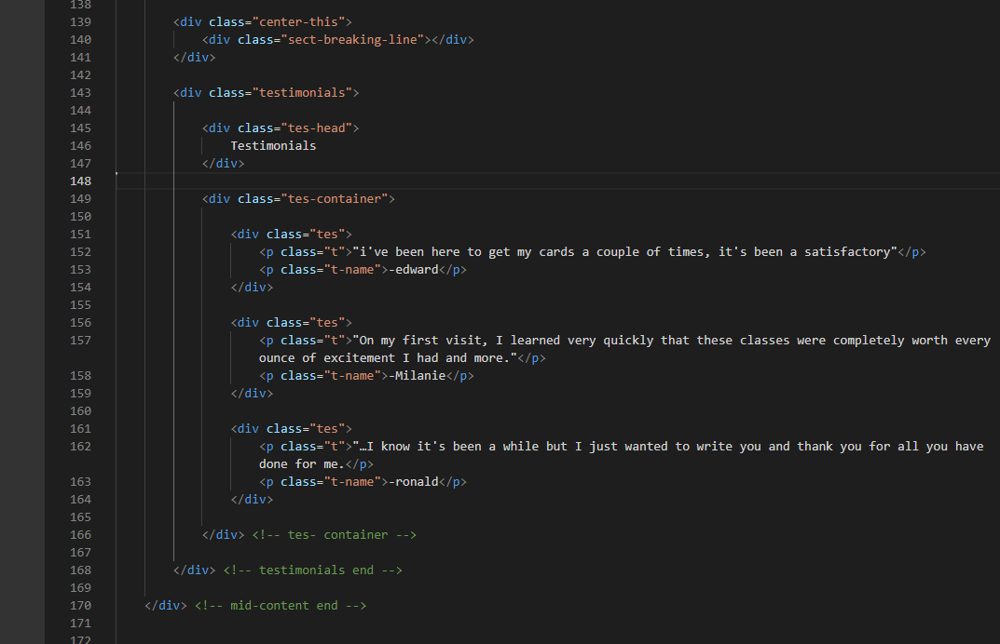 138
139 <div class="center-this">
140 <div class="sect-breaking-line"></div>
141 </div>
142
143 <div class="testimonials">
144
145 <div class="tes-head">
146 Testimonials
147 </div>
148
149 <div class="tes-container">
150
151 <div class="tes">
152 <p class="t">"i've been here to get my cards a couple of times, it's been a satisfactory"</p>
153 <p class="t-name">-edward</p>
154 </div>
155
156 <div class="tes">
157 <p class="t">"On my first visit, I learned very quickly that these classes were completely worth every
ounce of excitement I had and more."</p>
158 <p class="t-name">-Milanie</p>
159 </div>
160
161 <div class="tes">
162 <p class="t">"…I know it's been a while but I just wanted to write you and thank you for all you have
done for me.</p>
163 <p class="t-name">-ronald</p>
164 </div>
165
166 </div> <!-- tes- container -->
167
168 </div> <!-- testimonials end -->
169
170 </div> <!-- mid-content end -->
171
172